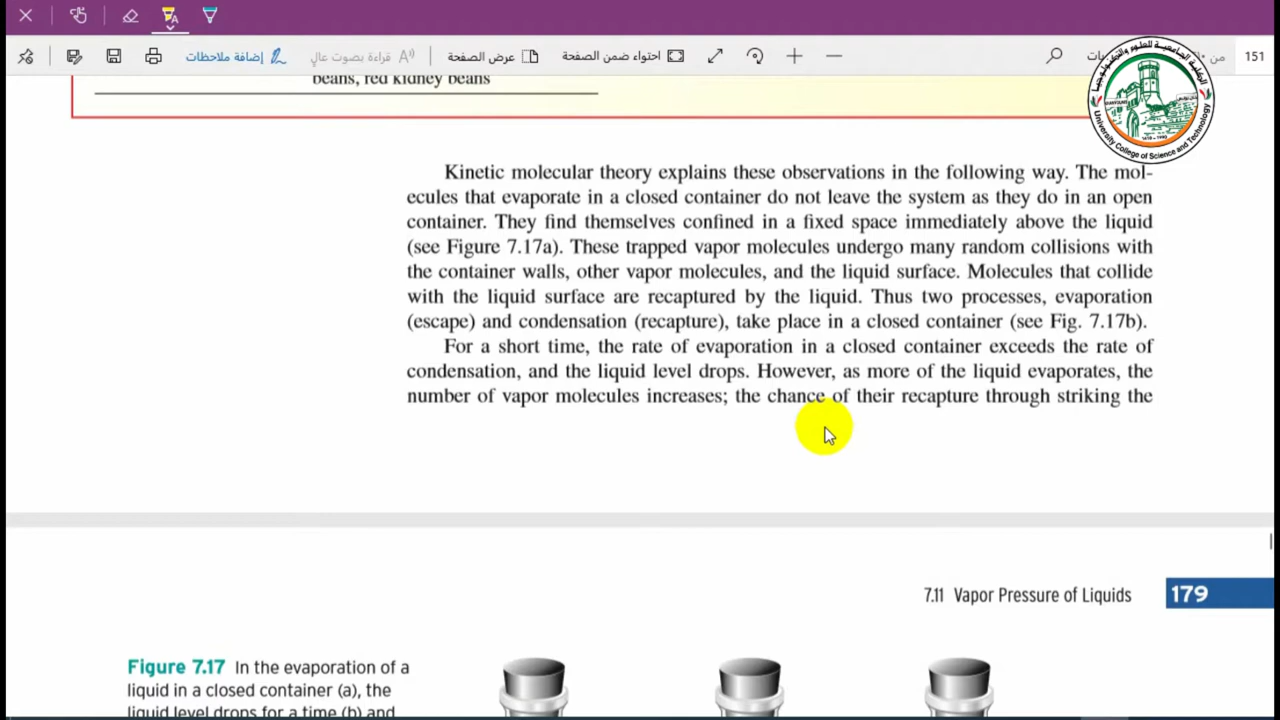 إضافة ملاحظات
قراءة بصوت عالٍ
عرض الصفحة
احتواء ضمن الصفحة
من
151
University College of Science and Technology
beans, red kidney beans
Kinetic molecular theory explains these observations in the following way. The mol-
ecules that evaporate in a closed container do not leave the system as they do in an open
container. They find themselves confined in a fixed space immediately above the liquid
(see Figure 7.17a). These trapped vapor molecules undergo many random collisions with
the container walls, other vapor molecules, and the liquid surface. Molecules that collide
with the liquid surface are recaptured by the liquid. Thus two processes, evaporation
(escape) and condensation (recapture), take place in a closed container (see Fig. 7.17b).
For a short time, the rate of evaporation in a closed container exceeds the rate of
condensation, and the liquid level drops. However, as more of the liquid evaporates, the
number of vapor molecules increases; the chance of their recapture through striking the
7.11 Vapor Pressure of Liquids
179
Figure 7.17 In the evaporation of a
liquid in a closed container (a), the
liquid level drops for a time (b) and